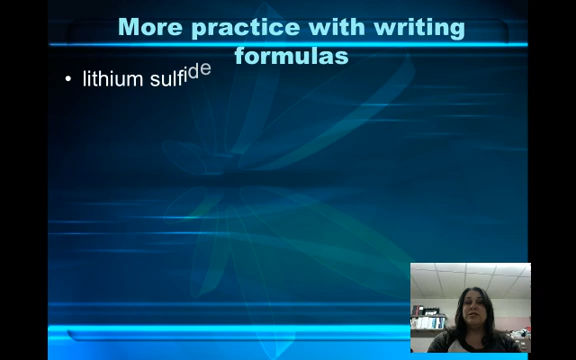 More practice with writing
formulas
• lithium sulfide